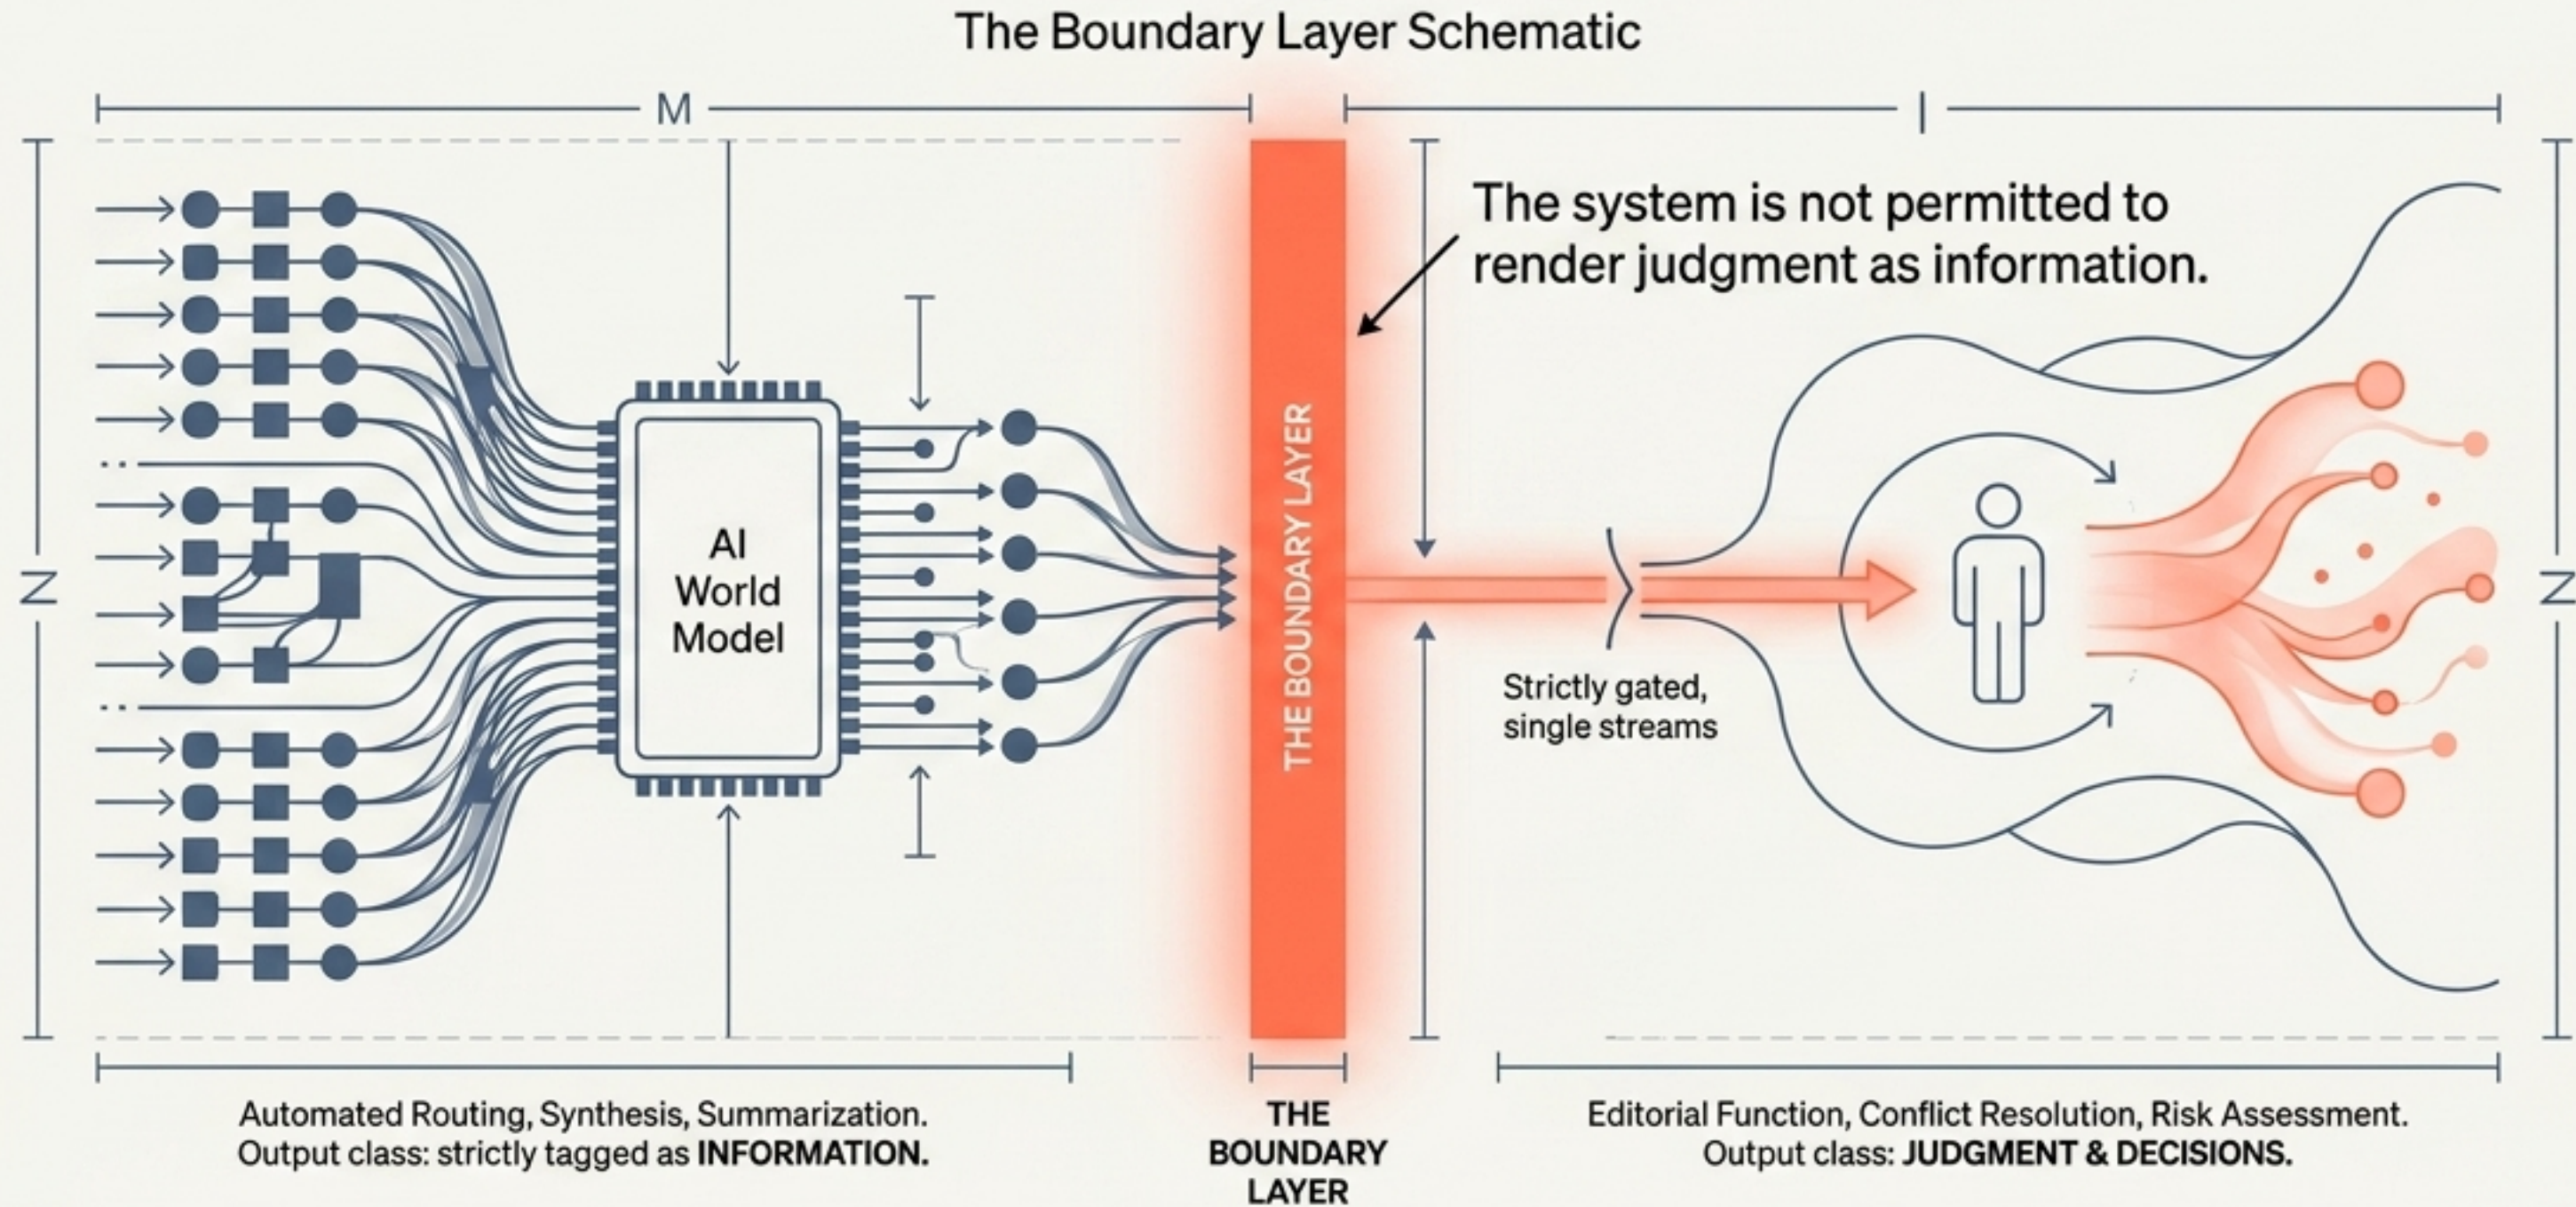 The Boundary Layer Schematic
M
I
The system is not permitted to
render judgment as information.
N
N
AI
World
Model
THE BOUNDARY LAYER
Strictly gated,
single streams
Automated Routing, Synthesis, Summarization.
Output class: strictly tagged as INFORMATION.
THE
BOUNDARY
LAYER
Editorial Function, Conflict Resolution, Risk Assessment.
Output class: JUDGMENT & DECISIONS.